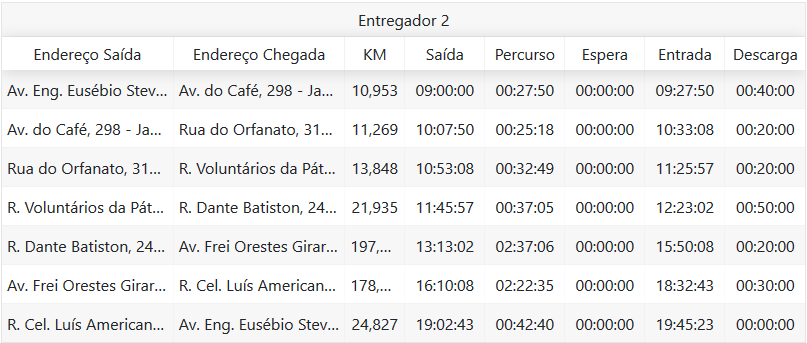 Entregador 2
Endereço Saída Endereço Chegada KM Saída Percurso Espera Entrada Descarga
Av. Eng. Eusébio Stev... Av. do Café, 298 - Ja... 10,953 09:00:00 00:27:50 00:00:00 09:27:50 00:40:00
Av. do Café, 298 - Ja... Rua do Orfanato, 31... 11,269 10:07:50 00:25:18 00:00:00 10:33:08 00:20:00
Rua do Orfanato, 31... R. Voluntários da Pát... 13,848 10:53:08 00:32:49 00:00:00 11:25:57 00:20:00
R. Voluntários da Pát... R. Dante Batiston, 24... 21,935 11:45:57 00:37:05 00:00:00 12:23:02 00:50:00
R. Dante Batiston, 24... Av. Frei Orestes Girar... 197,... 13:13:02 02:37:06 00:00:00 15:50:08 00:20:00
Av. Frei Orestes Girar... R. Cel. Luís American... 178,... 16:10:08 02:22:35 00:00:00 18:32:43 00:30:00
R. Cel. Luís American... Av. Eng. Eusébio Stev... 24,827 19:02:43 00:42:40 00:00:00 19:45:23 00:00:00